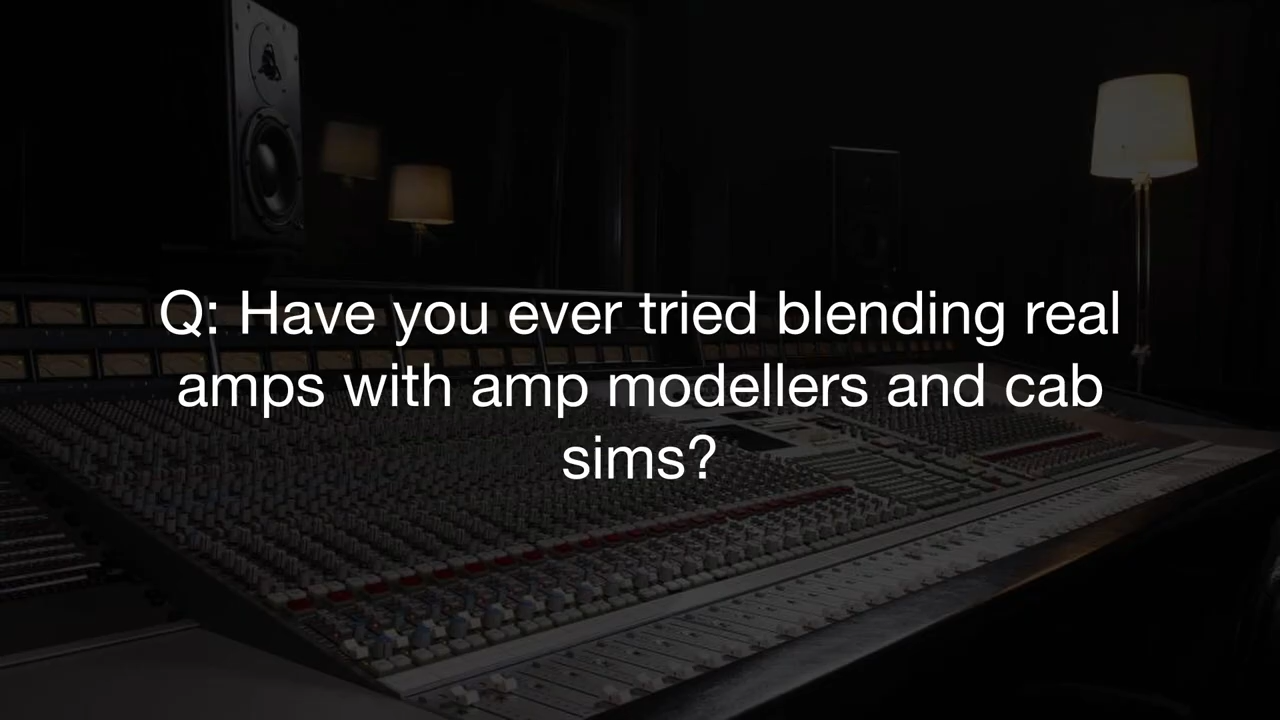 Q: Have you ever tried blending real
amps with amp modellers and cab
sims?